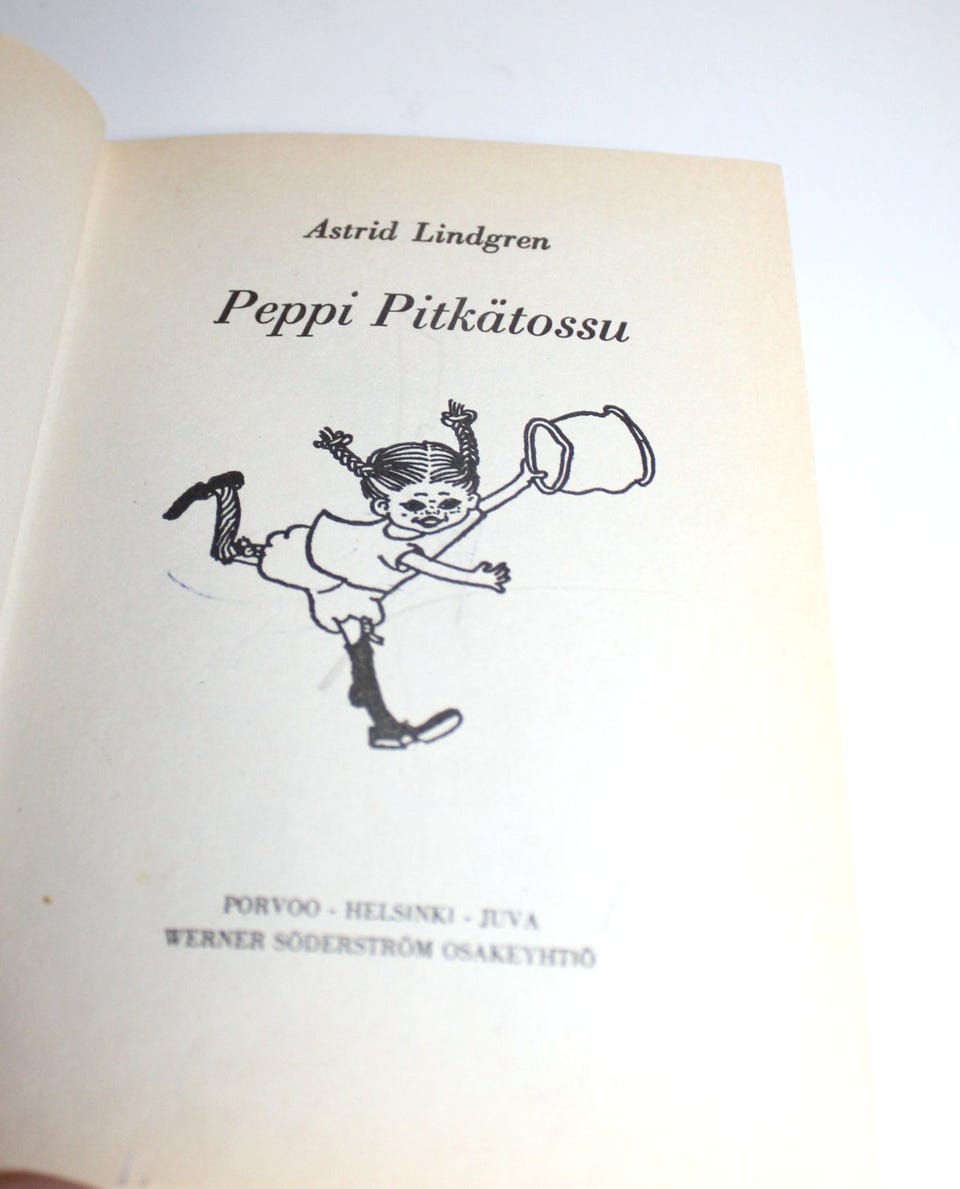 Astrid Lindgren
Peppi Pitkätossu
PORVOO - HELSINKI - JUVA
WERNER SÖDERSTRÖM OSAKEYHTIÖ